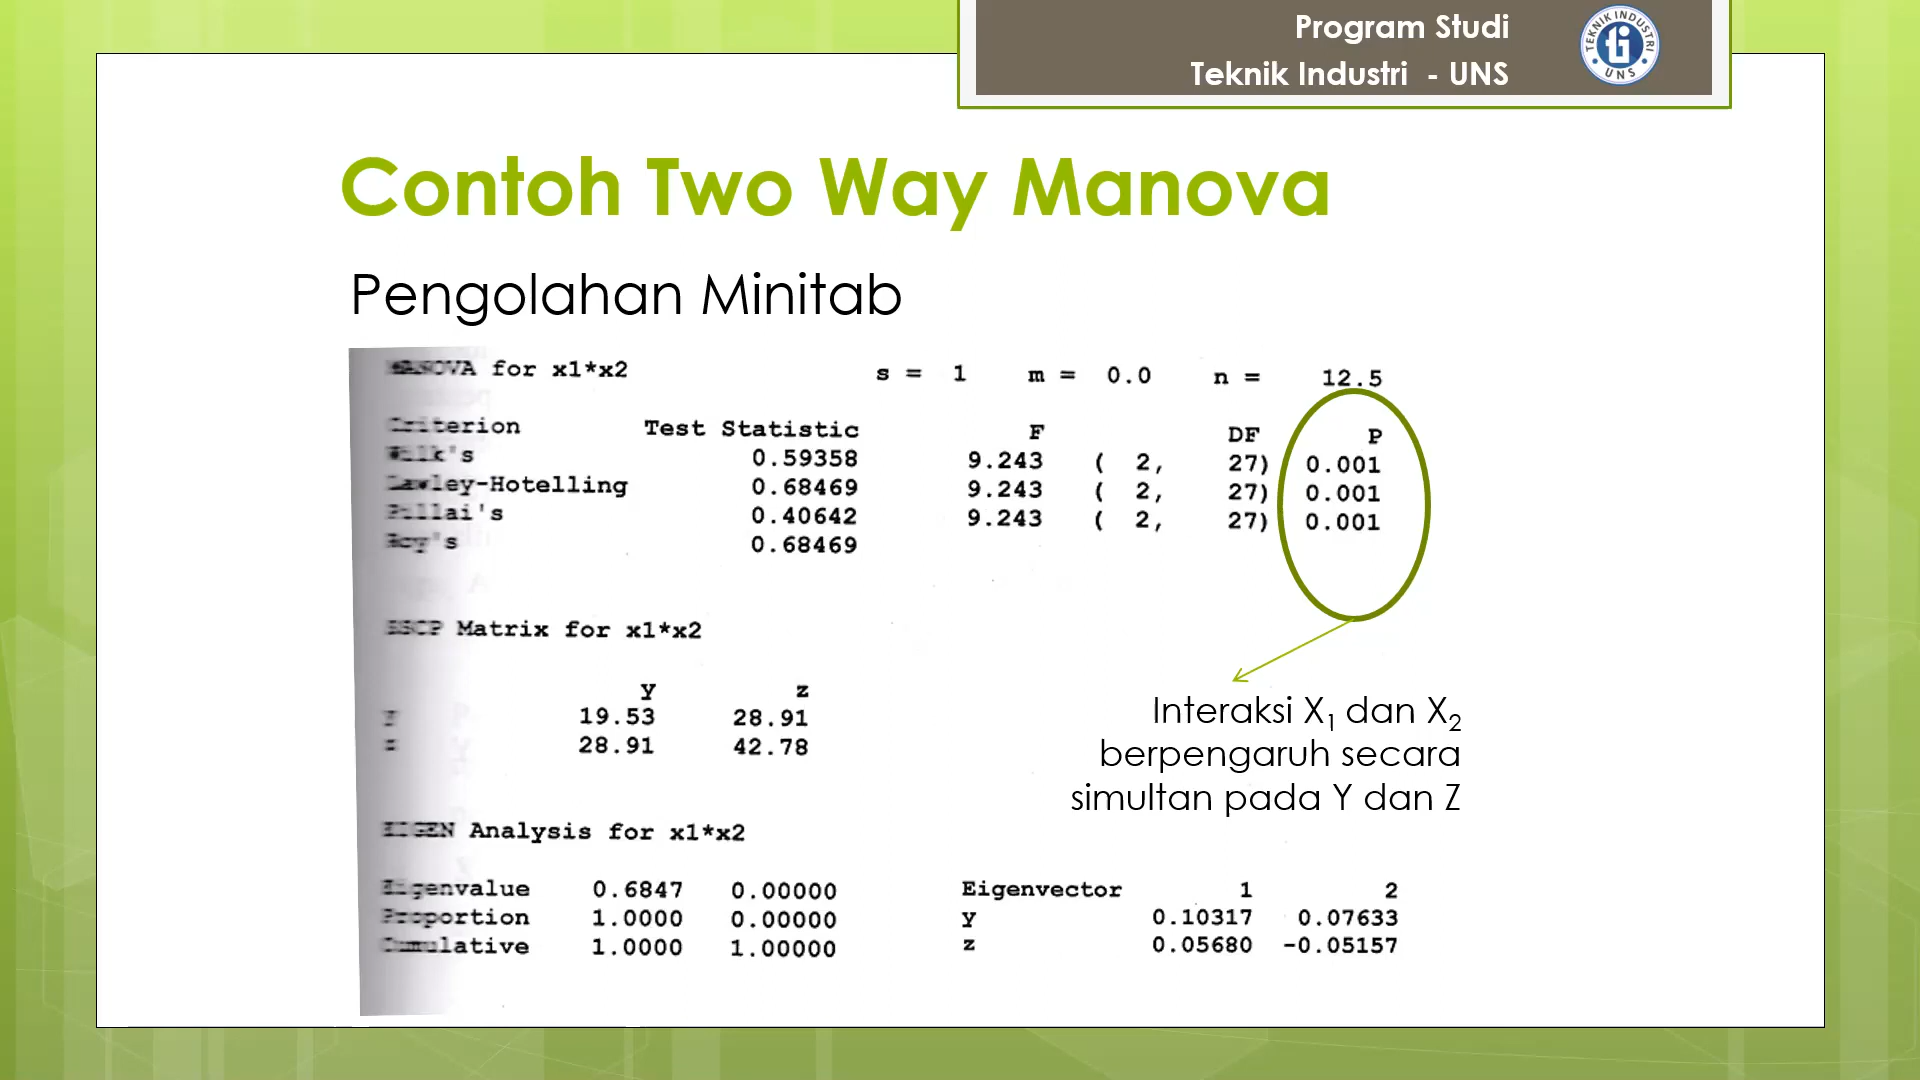 Program Studi
Teknik Industri - UNS
TEKNIK INDUSTRI
UNS
Contoh Two Way Manova
Pengolahan Minitab
MANOVA for x1*x2 s = 1 m = 0.0 n = 12.5
Criterion Test Statistic F DF P
Wilk's 0.59358 9.243 ( 2, 27) 0.001
Lawley-Hotelling 0.68469 9.243 ( 2, 27) 0.001
Pillai's 0.40642 9.243 ( 2, 27) 0.001
Roy's 0.68469
SSCP Matrix for x1*x2
y z
y 19.53 28.91
z 28.91 42.78
Interaksi X1 dan X2
berpengaruh secara
simultan pada Y dan Z
EIGEN Analysis for x1*x2
Eigenvalue 0.6847 0.00000 Eigenvector 1 2
Proportion 1.0000 0.00000 y 0.10317 0.07633
Cumulative 1.0000 1.00000 z 0.05680 -0.05157